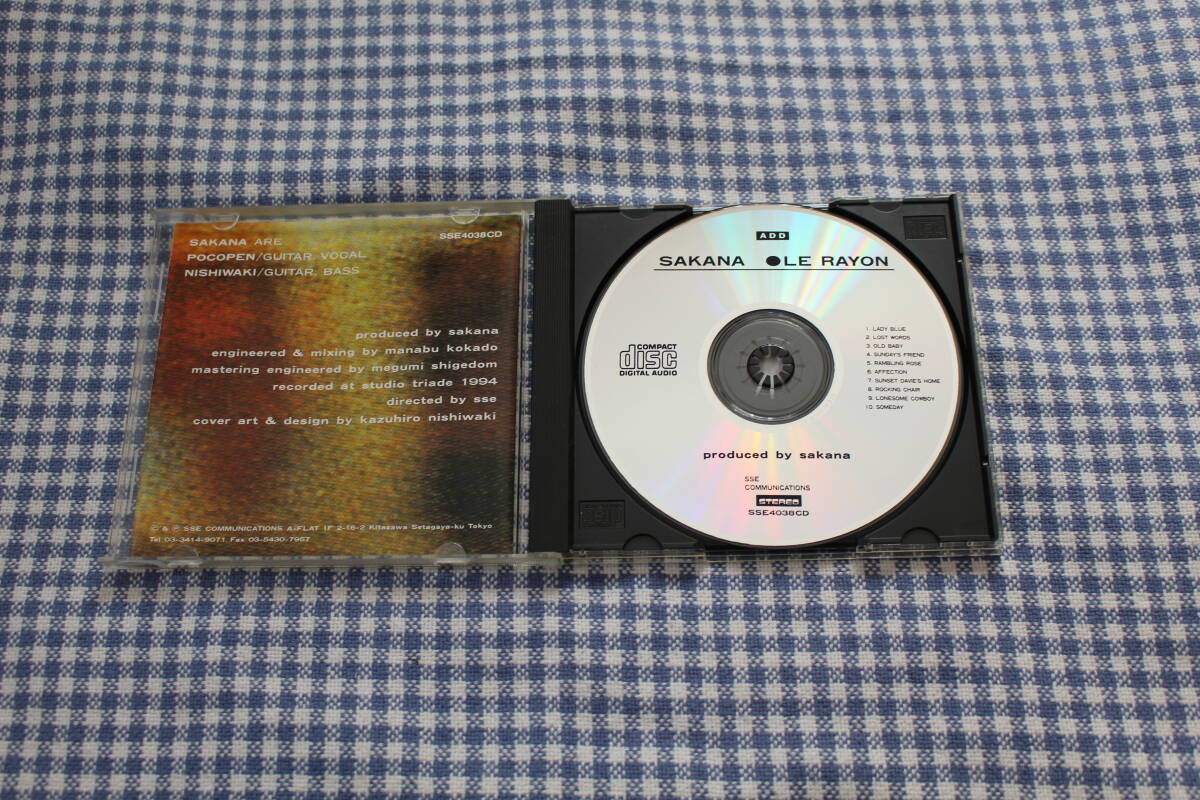 SAKANA ARE
POCOPEN/GUITAR. VOCAL
NISHIWAKI/GUITAR. BASS
SSE4038CD
produced by sakana
engineered & mixing by manabu kokado
mastering engineered by megumi shigedom
recorded at studio triade 1994
directed by sse
cover art & design by kazuhiro nishiwaki
© & ℗ SSE COMMUNICATIONS A-FLAT 1F 2-16-2 Kitazawa Setagaya-ku Tokyo
Tel 03-3414-9071 Fax 03-5430-7957
ADD
SAKANA ●LE RAYON
COMPACT
disc
DIGITAL AUDIO
1. LADY BLUE
2. LOST WORDS
3. OLD BABY
4. SUNDAY'S FRIEND
5. RAMBLING ROSE
6. AFFECTION
7. SUNSET DAVIE'S HOME
8. ROCKING CHAIR
9. LONESOME COWBOY
10. SOMEDAY
produced by sakana
SSE
COMMUNICATIONS
STEREO
SSE4038CD